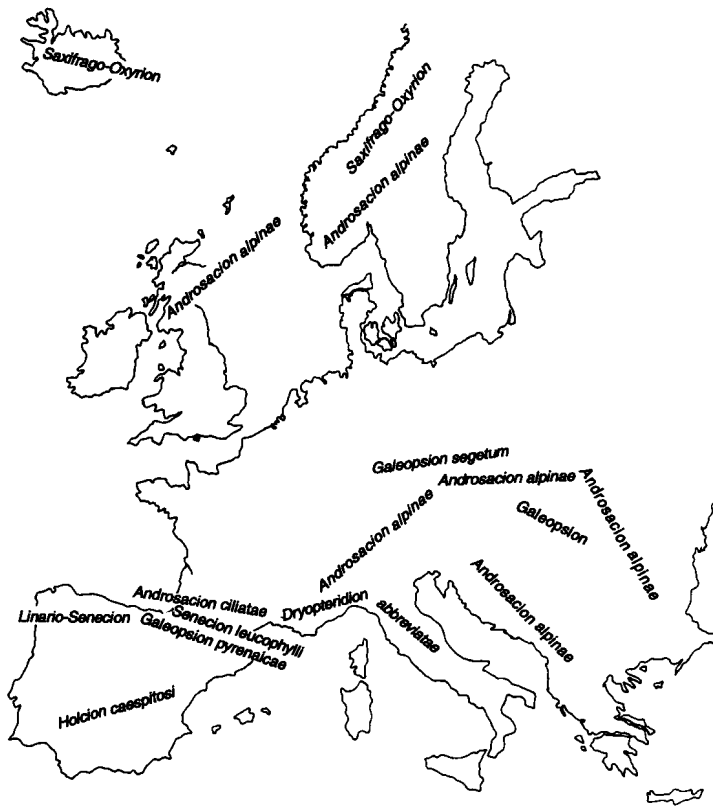 Saxifrago-Oxyrion
Saxifrago-Oxyrion
Androsacion alpinae
Androsacion alpinae
Galeopsion segetum
Androsacion alpinae
Androsacion alpinae
Androsacion alpinae
Galeopsion
Androsacion alpinae
Androsacion ciliatae
Dryopteridion abbreviatae
Linario-Senecion
Senecion leucophylli
Galeopsion pyrenaicae
Holcion caespitosi